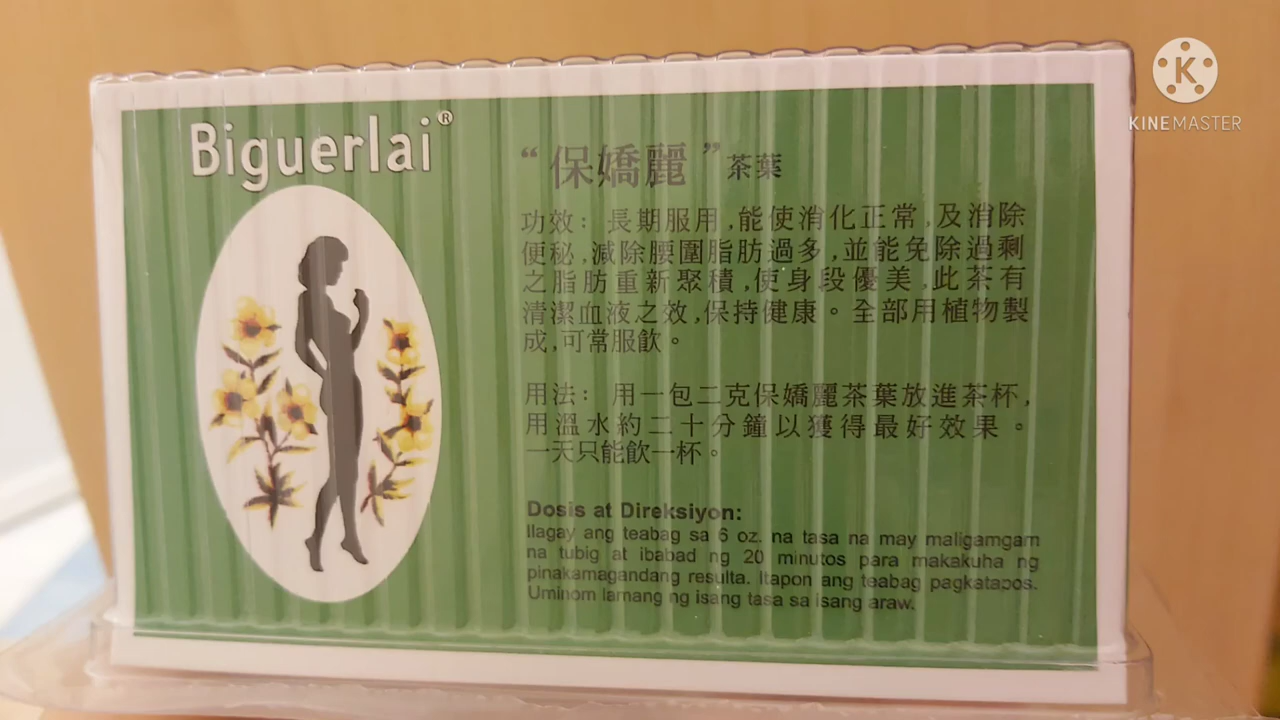 Biguerlai®
“保嬌麗”茶葉
功效：長期服用,能使消化正常,及消除
便秘,減除腰圍脂肪過多,並能免除過剩
之脂肪重新聚積,使身段優美,此茶有
清潔血液之效,保持健康。全部用植物製
成,可常服飲。
用法：用一包二克保嬌麗茶葉放進茶杯,
用溫水約二十分鐘以獲得最好效果。
一天只能飲一杯。
Dosis at Direksiyon:
Ilagay ang teabag sa 6 oz. na tasa na may maligamgam
na tubig at ibabad ng 20 minutos para makakuha ng
pinakamagandang resulta. Itapon ang teabag pagkatapos.
Uminom lamang ng isang tasa sa isang araw.
K
KINEMASTER